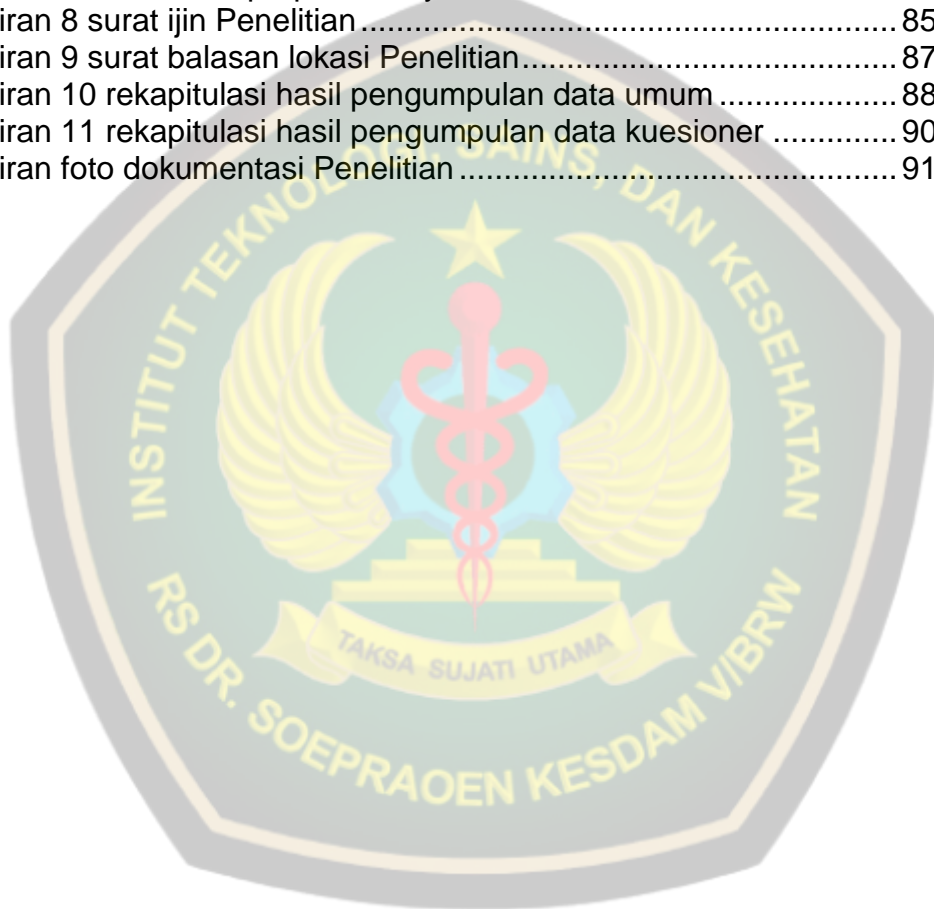 iran 8 surat ijin Penelitian ........................................................ 85
iran 9 surat balasan lokasi Penelitian ........................................ 87
iran 10 rekapitulasi hasil pengumpulan data umum .................. 88
iran 11 rekapitulasi hasil pengumpulan data kuesioner ............. 90
iran foto dokumentasi Penelitian ............................................... 91
INSTITUT TEKNOLOGI, SAINS, DAN KESEHATAN
TAKSA SUJATI UTAMA
RS DR. SOEPRAOEN KESDAM V/BRW